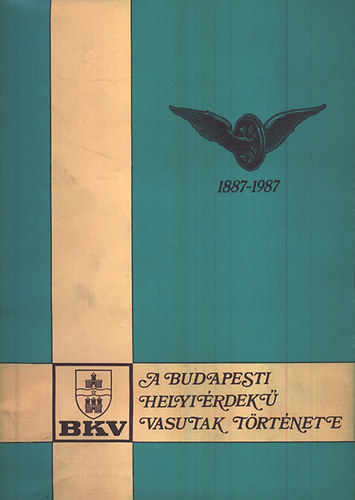 1887-1987
BKV
A BUDAPESTI
HELYIÉRDEKŰ
VASUTAK TÖRTÉNETE